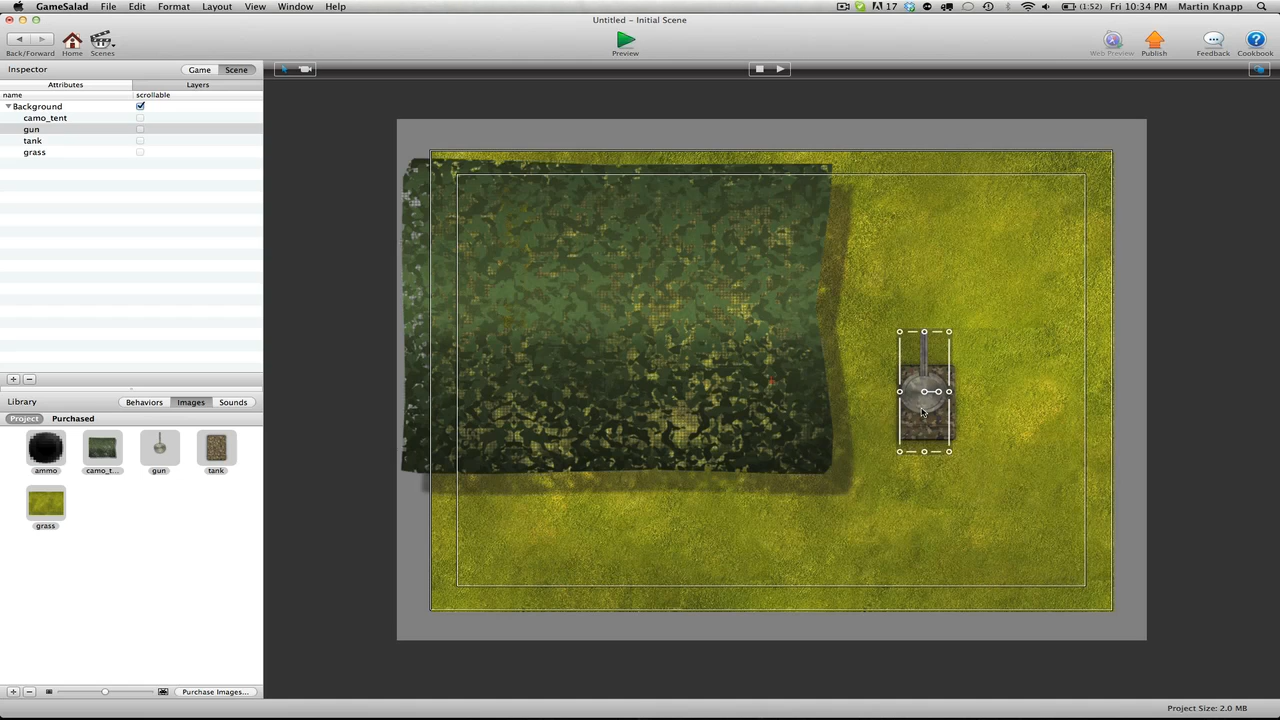 GameSalad File Edit Format Layout View Window Help 17 (1:52) Fri 10:34 PM Martin Knapp
Untitled – Initial Scene
Back/Forward Home Scenes Preview Web Preview Publish Feedback Cookbook
Inspector Game Scene
Attributes Layers
name scrollable
Background
camo_tent
gun
tank
grass
Library Behaviors Images Sounds
Project Purchased
ammo camo_t... gun tank
grass
Purchase Images...
Project Size: 2.0 MB